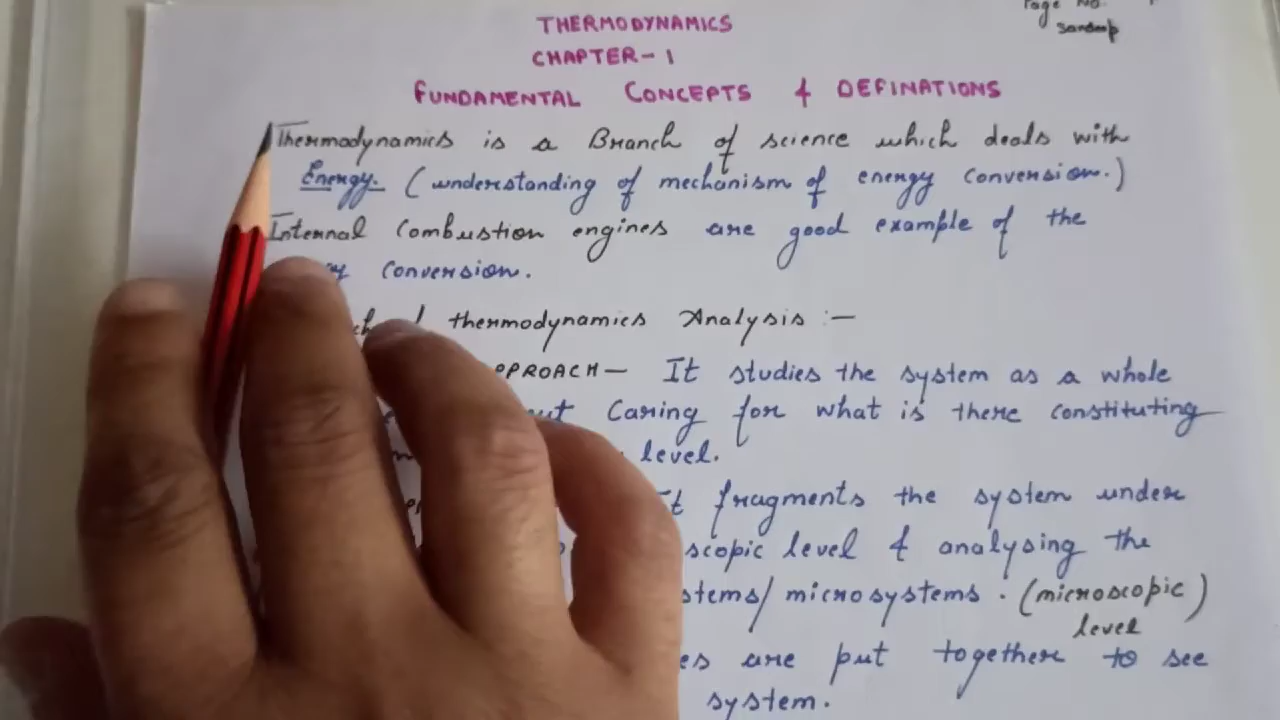 Page No.
Sandeep
THERMODYNAMICS
CHAPTER-1
FUNDAMENTAL CONCEPTS & DEFINATIONS
Thermodynamics is a Branch of science which deals with
Energy. (understanding of mechanism of energy conversion.)
Internal Combustion engines are good example of the
conversion.
thermodynamics Analysis :-
It studies the system as a whole
Caring for what is there constituting
level.
fragments the system under
level & analysing the
microsystems. (microscopic)
level
are put together to see
system.